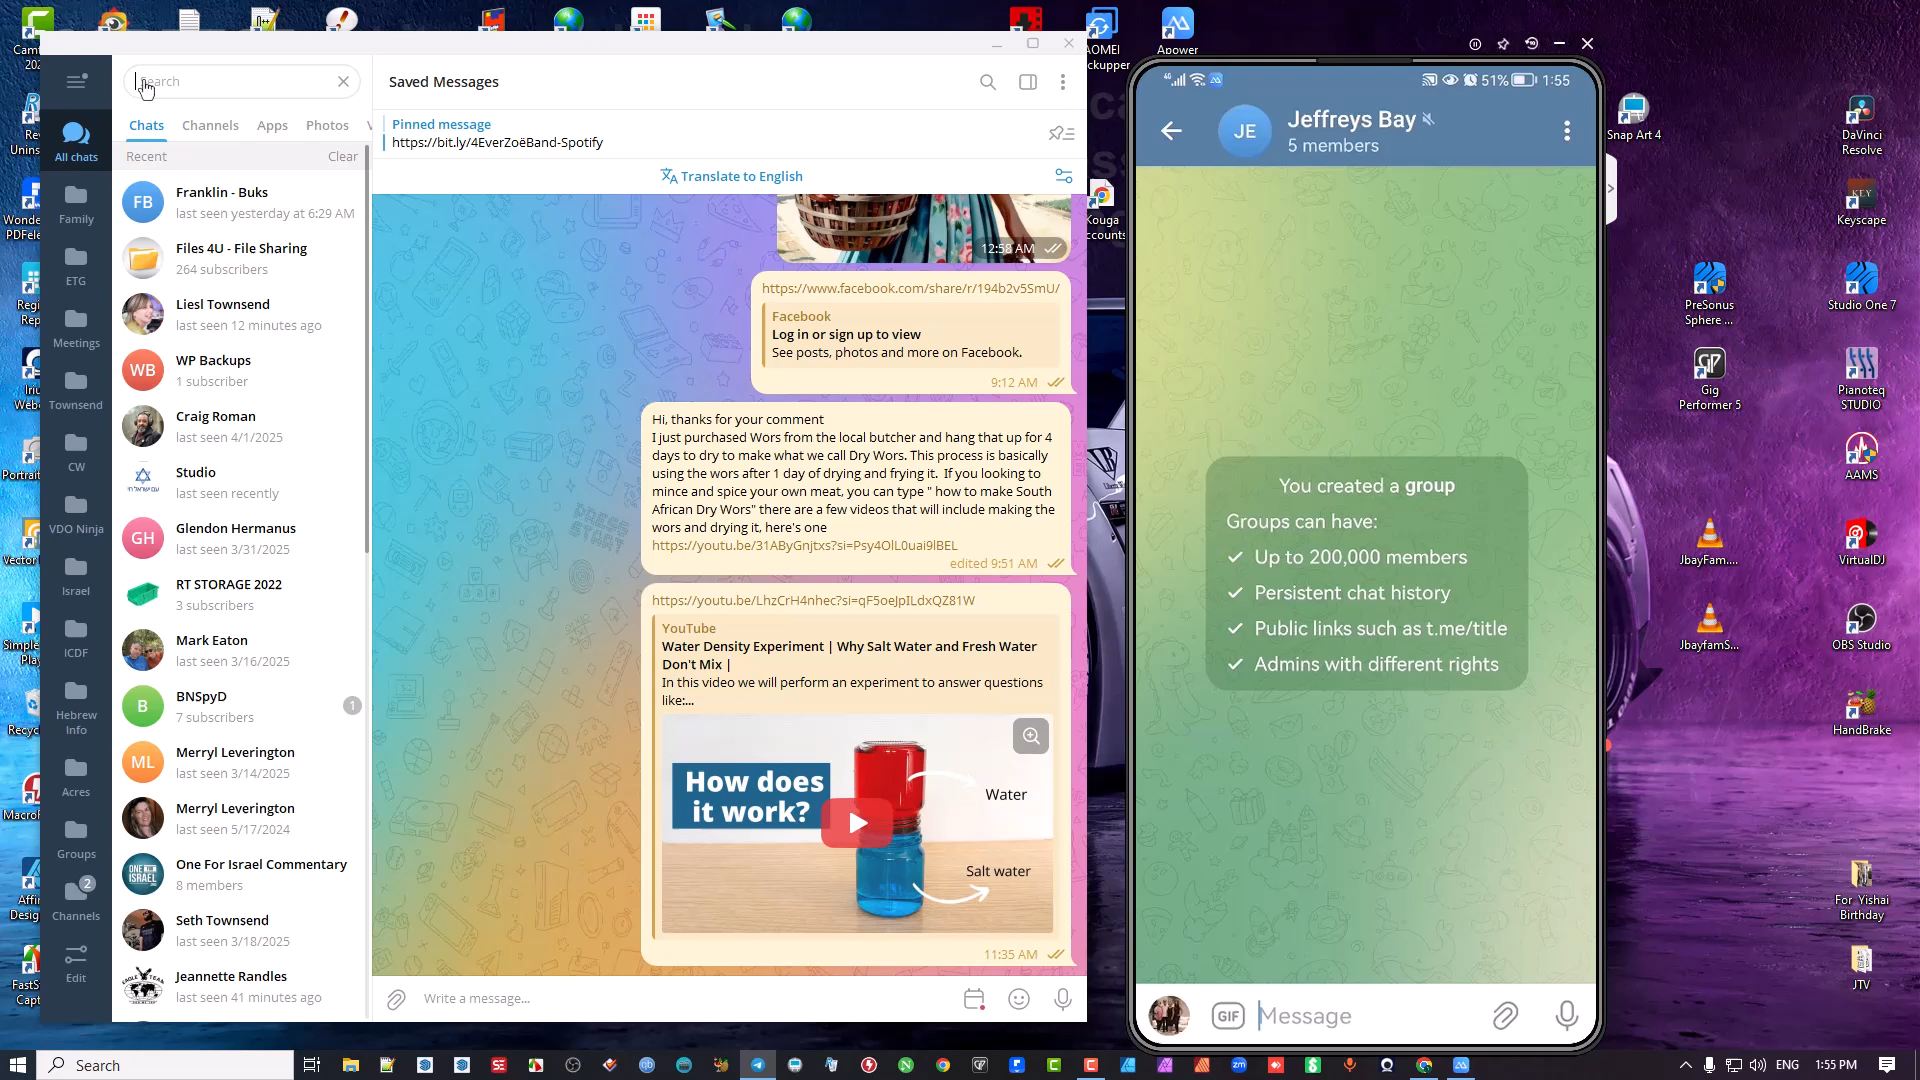 AOMEI
ckupper
Apower
Search
Chats
Channels
Apps
Photos
Recent
Clear
All chats
Family
ETG
Meetings
Townsend
CW
VDO Ninja
Israel
ICDF
Hebrew
Info
Acres
Groups
2
Channels
Edit
FB
Franklin - Buks
last seen yesterday at 6:29 AM
Files 4U - File Sharing
264 subscribers
Liesl Townsend
last seen 12 minutes ago
WB
WP Backups
1 subscriber
Craig Roman
last seen 4/1/2025
Studio
last seen recently
GH
Glendon Hermanus
last seen 3/31/2025
RT STORAGE 2022
3 subscribers
Mark Eaton
last seen 3/16/2025
B
BNSpyD
7 subscribers
1
ML
Merryl Leverington
last seen 3/14/2025
Merryl Leverington
last seen 5/17/2024
ONE FOR
ISRAEL
One For Israel Commentary
8 members
Seth Townsend
last seen 3/18/2025
Jeannette Randles
last seen 41 minutes ago
Saved Messages
Pinned message
https://bit.ly/4EverZoëBand-Spotify
Translate to English
12:58 AM
https://www.facebook.com/share/r/194b2v5SmU/
Facebook
Log in or sign up to view
See posts, photos and more on Facebook.
9:12 AM
Hi, thanks for your comment
I just purchased Wors from the local butcher and hang that up for 4
days to dry to make what we call Dry Wors. This process is basically
using the wors after 1 day of drying and frying it.  If you looking to
mince and spice your own meat, you can type " how to make South
African Dry Wors" there are a few videos that will include making the
wors and drying it, here's one
https://youtu.be/31AByGnjtxs?si=Psy4OlL0uai9lBEL
edited 9:51 AM
https://youtu.be/LhzCrH4nhec?si=qF5oeJpILdxQZ81W
YouTube
Water Density Experiment | Why Salt Water and Fresh Water
Don't Mix |
In this video we will perform an experiment to answer questions
like:...
How does
it work?
Water
Salt water
11:35 AM
Write a message...
51%
1:55
JE
Jeffreys Bay
5 members
You created a group
Groups can have:
Up to 200,000 members
Persistent chat history
Public links such as t.me/title
Admins with different rights
GIF
Message
Kouga
ccounts
Snap Art 4
DaVinci
Resolve
KEY
Keyscape
PreSonus
Sphere ...
Studio One 7
Gig
Performer 5
Pianoteq
STUDIO
AAMS
JbayFam....
VirtualDJ
JbayfamS...
OBS Studio
HandBrake
For Yishai
Birthday
JTV
Search
ENG
1:55 PM